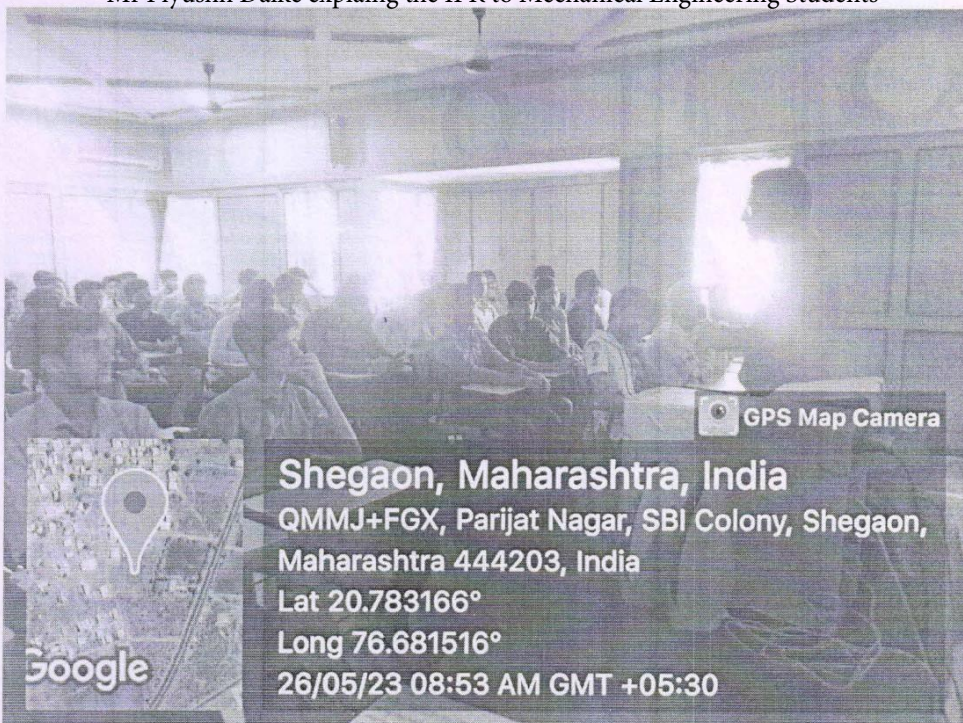 Mr explaing the IPR to Mechanical Engineering Students
GPS Map Camera
Shegaon, Maharashtra, India
QMMJ+FGX, Parijat Nagar, SBI Colony, Shegaon,
Maharashtra 444203, India
Lat 20.783166°
Long 76.681516°
26/05/23 08:53 AM GMT +05:30
Google